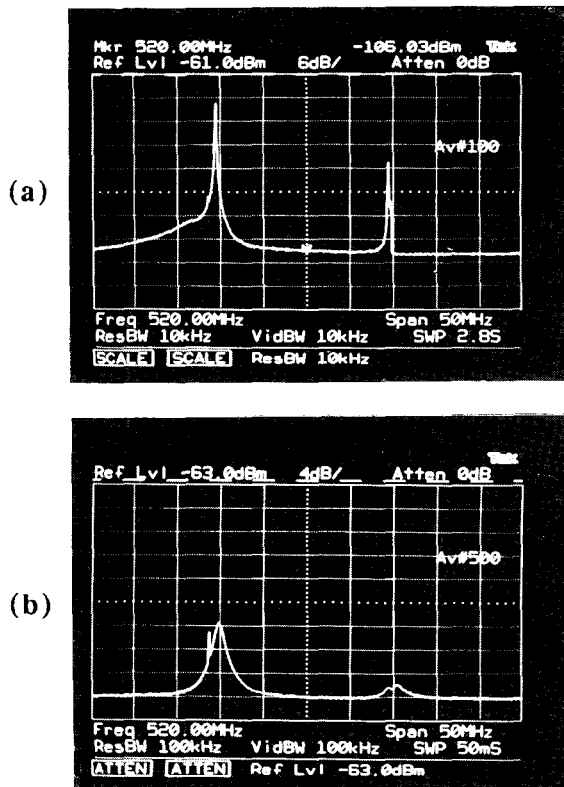 (a)
Mkr 520.00MHz -106.03dBm Tek
Ref Lvl -61.0dBm 6dB/ Atten 0dB
Av#100
Freq 520.00MHz Span 50MHz
ResBW 10kHz VidBW 10kHz SWP 2.8S
SCALE SCALE ResBW 10kHz
(b)
Tek
Ref Lvl -63.0dBm 4dB/ Atten 0dB
Av#500
Freq 520.00MHz Span 50MHz
ResBW 100kHz VidBW 100kHz SWP 50mS
ATTEN ATTEN Ref Lvl -63.0dBm